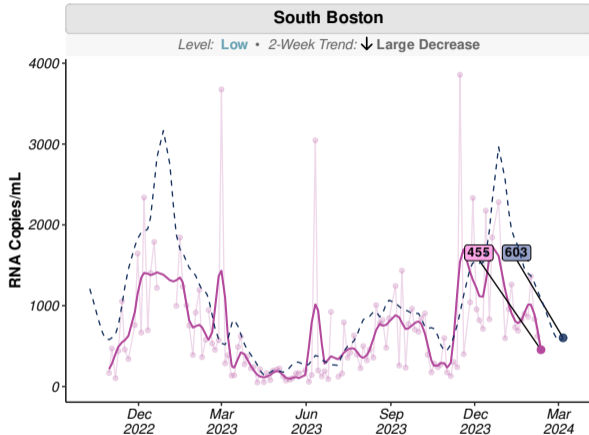 South Boston
Level: Low • 2-Week Trend: ↓ Large Decrease
RNA Copies/mL
4000
3000
2000
1000
0
455
603
Dec
2022
Mar
2023
Jun
2023
Sep
2023
Dec
2023
Mar
2024